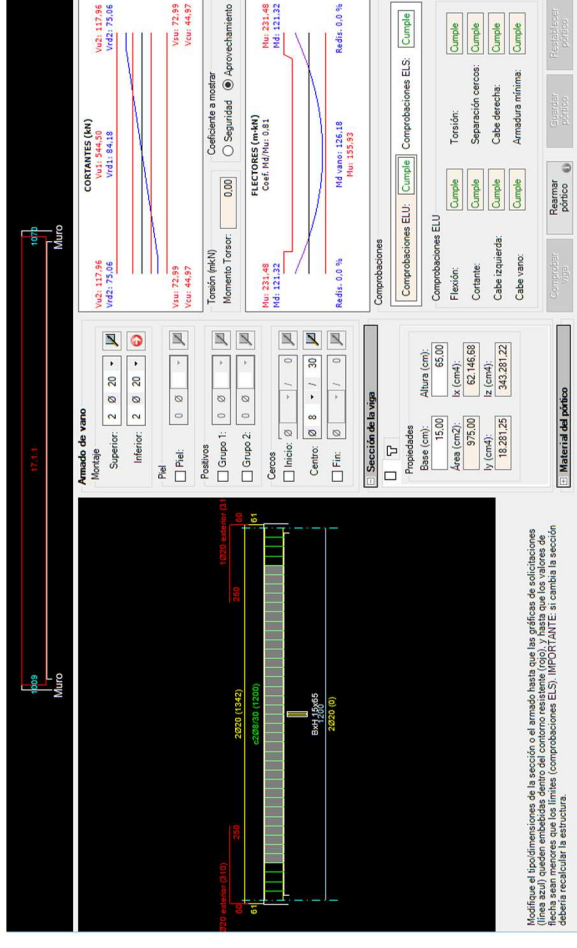 1009
17.1.1
1070
Muro
Muro
20 exterior (310)
1Ø20 exterior (31
60
250
250
60
61
2Ø20 (1342)
61
c2Ø8/30 (1200)
BxH 15x65
1200
2Ø20 (0)
Modifique el tipo/dimensiones de la sección o el armado hasta que las gráficas de solicitaciones
(línea azul) queden embebidas dentro del contorno resistente (rojo), y hasta que los valores de
flecha sean menores que los límites (comprobaciones ELS). IMPORTANTE: si cambia la sección
debería recalcular la estructura.
Armado de vano
Montaje
Superior: 2 Ø 20
Inferior: 2 Ø 20
Piel
Piel: 0 Ø
Positivos
Grupo 1: 0 Ø
Grupo 2: 0 Ø
Cercos
Inicio: Ø / 0
Centro: Ø 8 / 30
Fin: Ø / 0
Sección de la viga
Propiedades
Base (cm): Altura (cm):
15,00 65,00
Área (cm2): Ix (cm4):
975,00 62.146,68
Iy (cm4): Iz (cm4):
18.281,25 343.281,22
Material del pórtico
CORTANTES (kN)
Vu2: 117.96 Vu1: 544.50 Vu2: 117.96
Vrd2: 75.06 Vrd1: 84.18 Vrd2: 75.06
Vsu: 72.99 Vsu: 72.99
Vcu: 44.97 Vcu: 44.97
Torsión (mkN)
Momento Torsor: 0,00
Coeficiente a mostrar
Seguridad Aprovechamiento
FLECTORES (m·kN)
Mu: 231.48 Coef. Md/Mu: 0.81 Mu: 231.48
Md: 121.32 Md: 121.32
Redis. 0.0 % Md vano: 126.18 Redis. 0.0 %
Mu: 155.93
Comprobaciones
Comprobaciones ELU: Cumple Comprobaciones ELS: Cumple
Comprobaciones ELU
Flexión: Cumple Torsión: Cumple
Cortante: Cumple Separación cercos: Cumple
Cabe izquierda: Cumple Cabe derecha: Cumple
Cabe vano: Cumple Armadura mínima: Cumple
Comprobar
viga
Rearmar
pórtico
Guardar
pórtico
Restablecer
pórtico